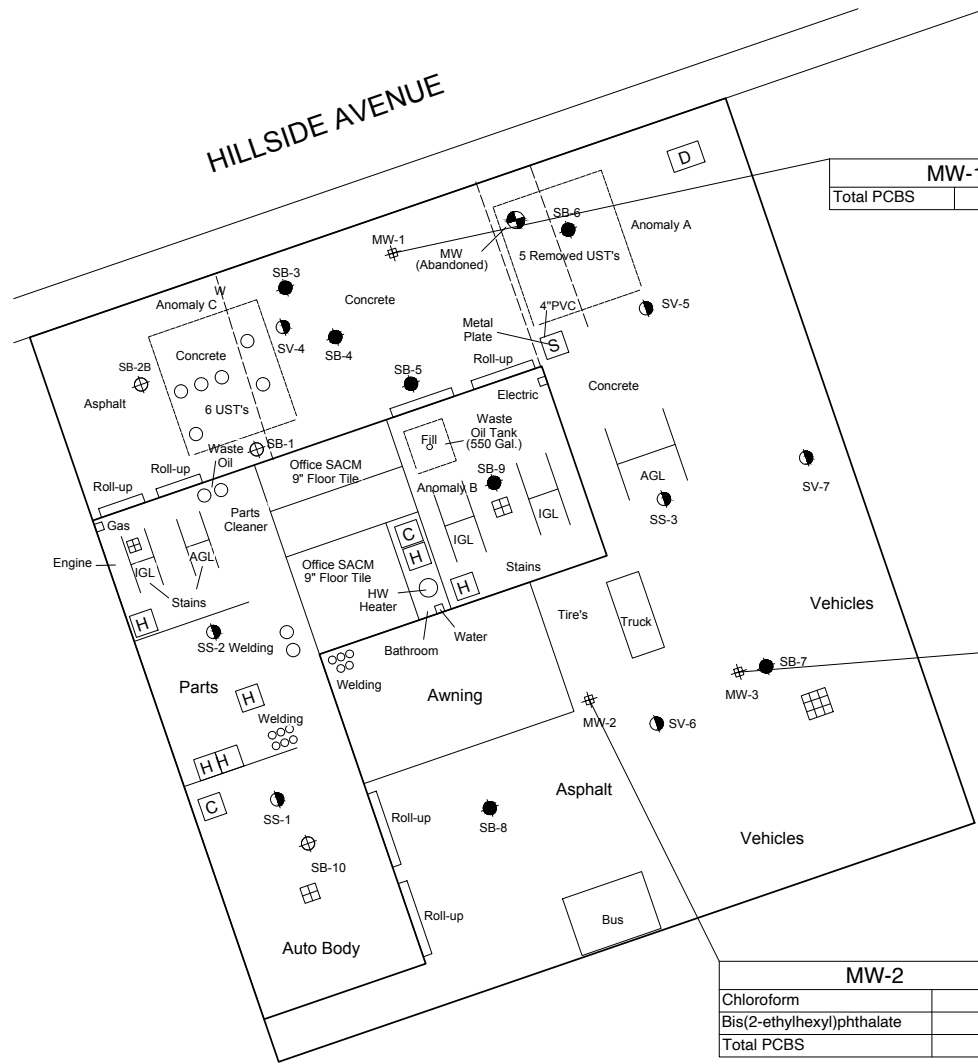 HILLSIDE AVENUE
D
MW-1
Total PCBS
SB-6
Anomaly A
MW-1
MW
(Abandoned)
5 Removed UST's
SB-3
W
Anomaly C
Concrete
4"PVC
SV-5
SV-4
Metal
Plate
S
SB-4
Concrete
Roll-up
SB-2B
SB-5
Electric
Concrete
Asphalt
6 UST's
Waste
Oil Tank
(550 Gal.)
Fill
Waste
Oil
SB-1
Office SACM
9" Floor Tile
SB-9
Roll-up
Roll-up
Anomaly B
AGL
SV-7
Parts
Cleaner
SS-3
Gas
IGL
C
IGL
Engine
AGL
H
IGL
Office SACM
9" Floor Tile
Stains
Stains
HW
Heater
H
H
Tire's
Vehicles
Truck
Water
SS-2 Welding
Bathroom
SB-7
Welding
Parts
Awning
MW-3
H
MW-2
Welding
SV-6
H
H
Asphalt
C
Roll-up
SS-1
SB-8
Vehicles
SB-10
Roll-up
Bus
Auto Body
MW-2
Chloroform
Bis(2-ethylhexyl)phthalate
Total PCBS